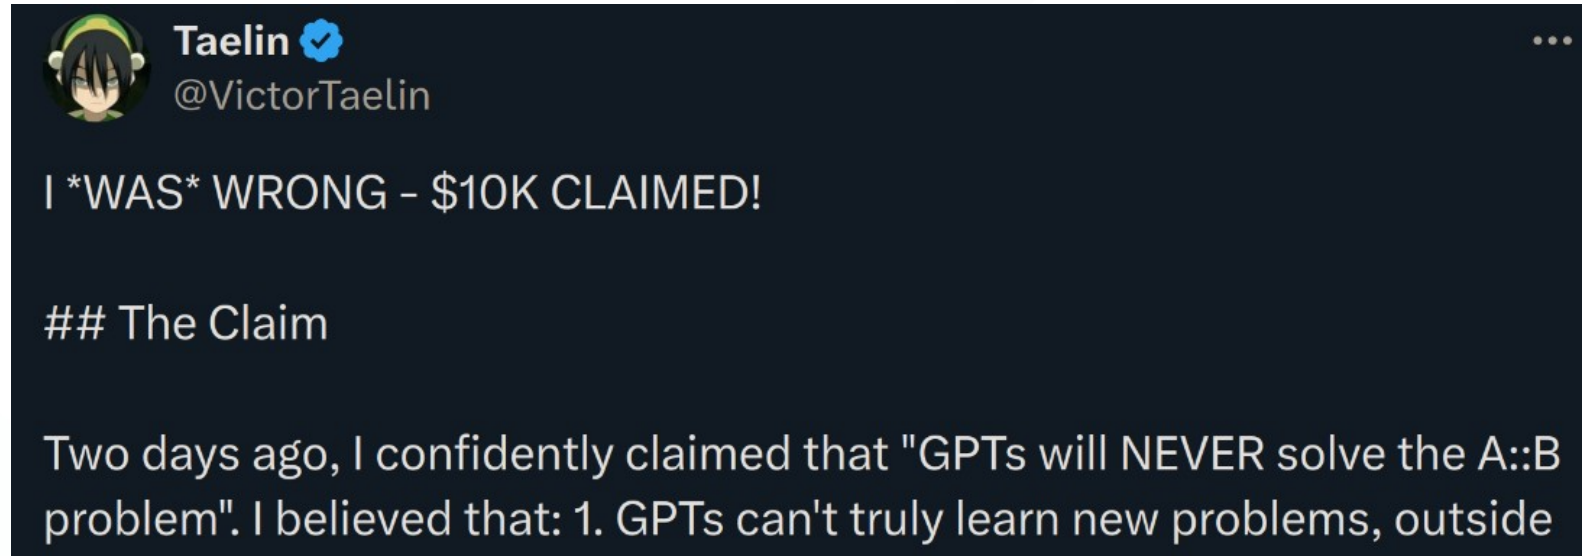 Taelin
@VictorTaelin
I *WAS* WRONG - $10K CLAIMED!
## The Claim
Two days ago, I confidently claimed that "GPTs will NEVER solve the A::B
problem". I believed that: 1. GPTs can't truly learn new problems, outside